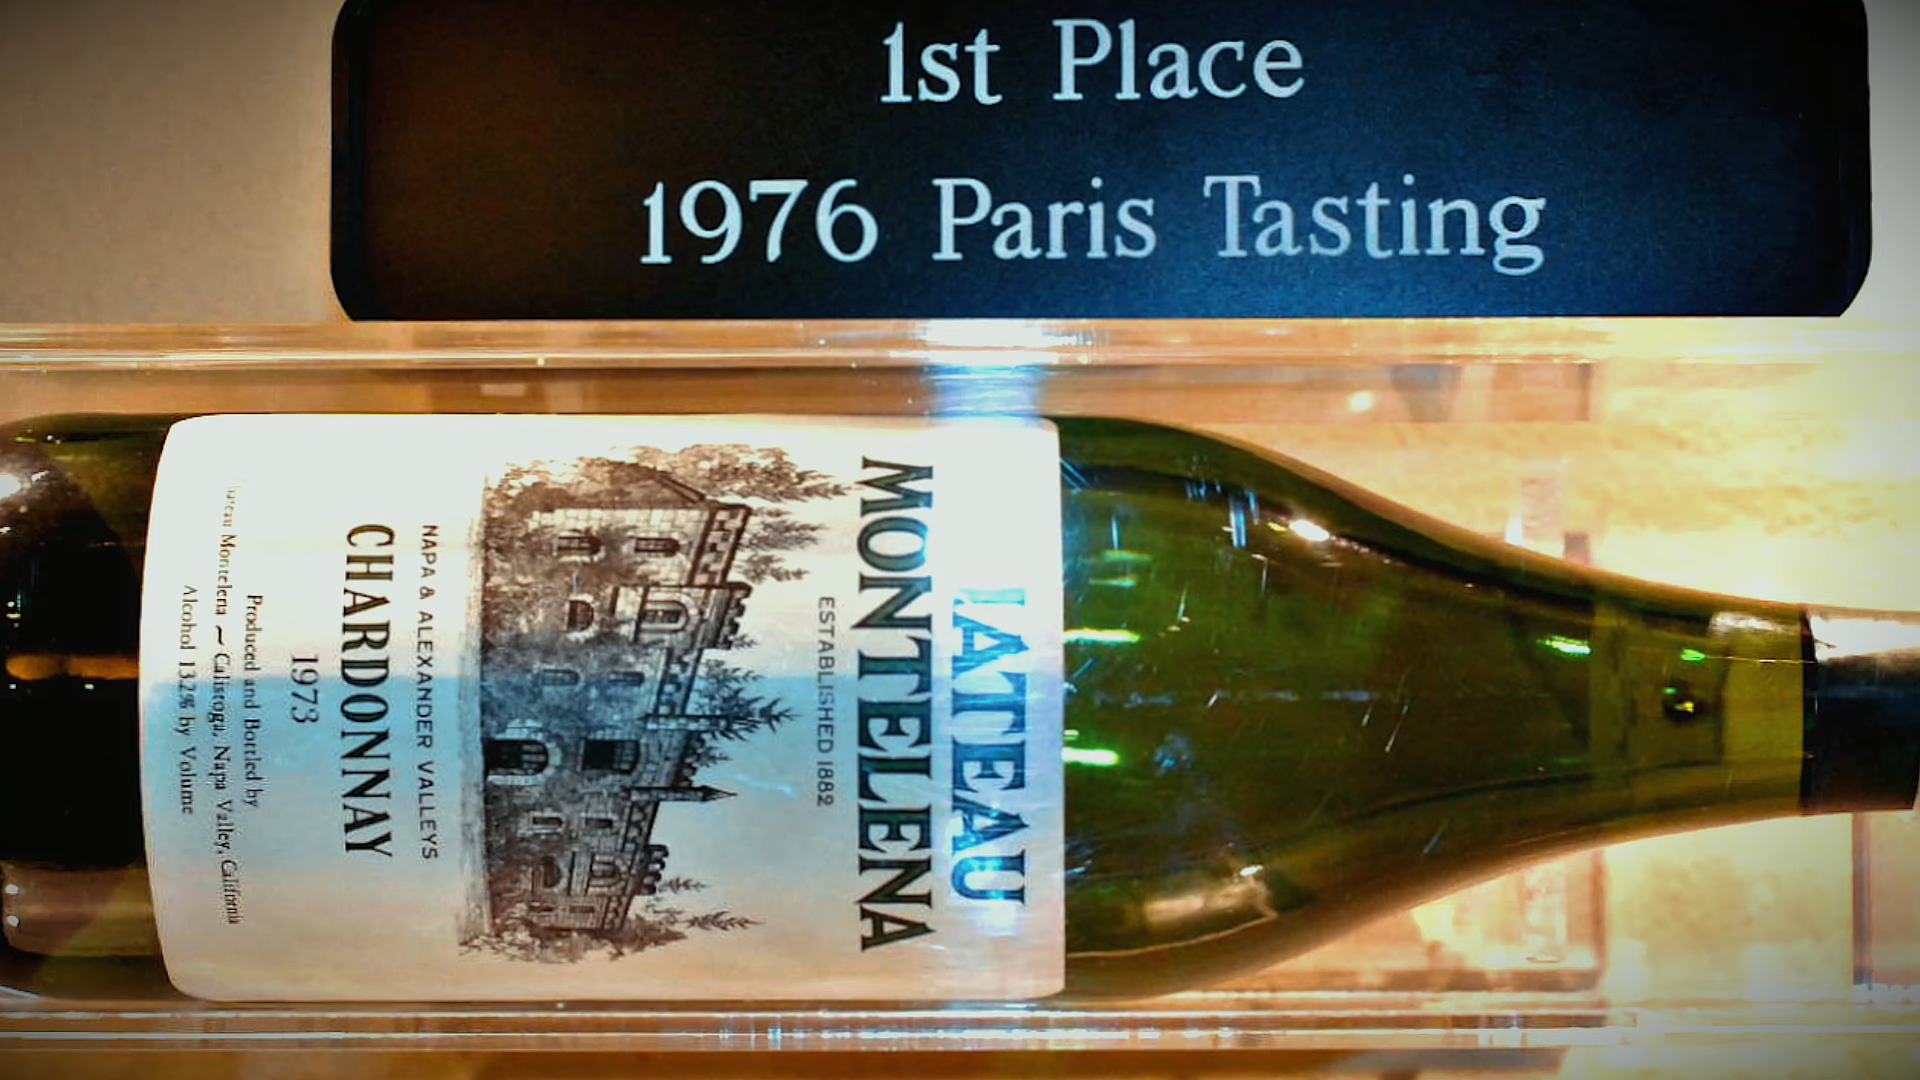 1st Place
1976 Paris Tasting
IATEAU
MONTELENA
ESTABLISHED 1882
NAPA & ALEXANDER VALLEYS
CHARDONNAY
1973
Produced and Bottled by
Montelena ~ Calistoga, Napa Valley, California
Alcohol 13.2% by Volume